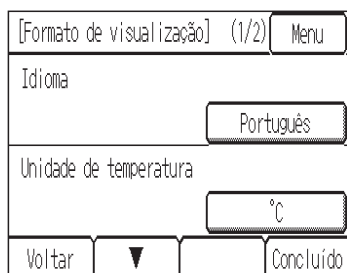 [Formato de visualização] (1/2) Menu
Idioma
Português
Unidade de temperatura
°C
Voltar ▼ Concluído